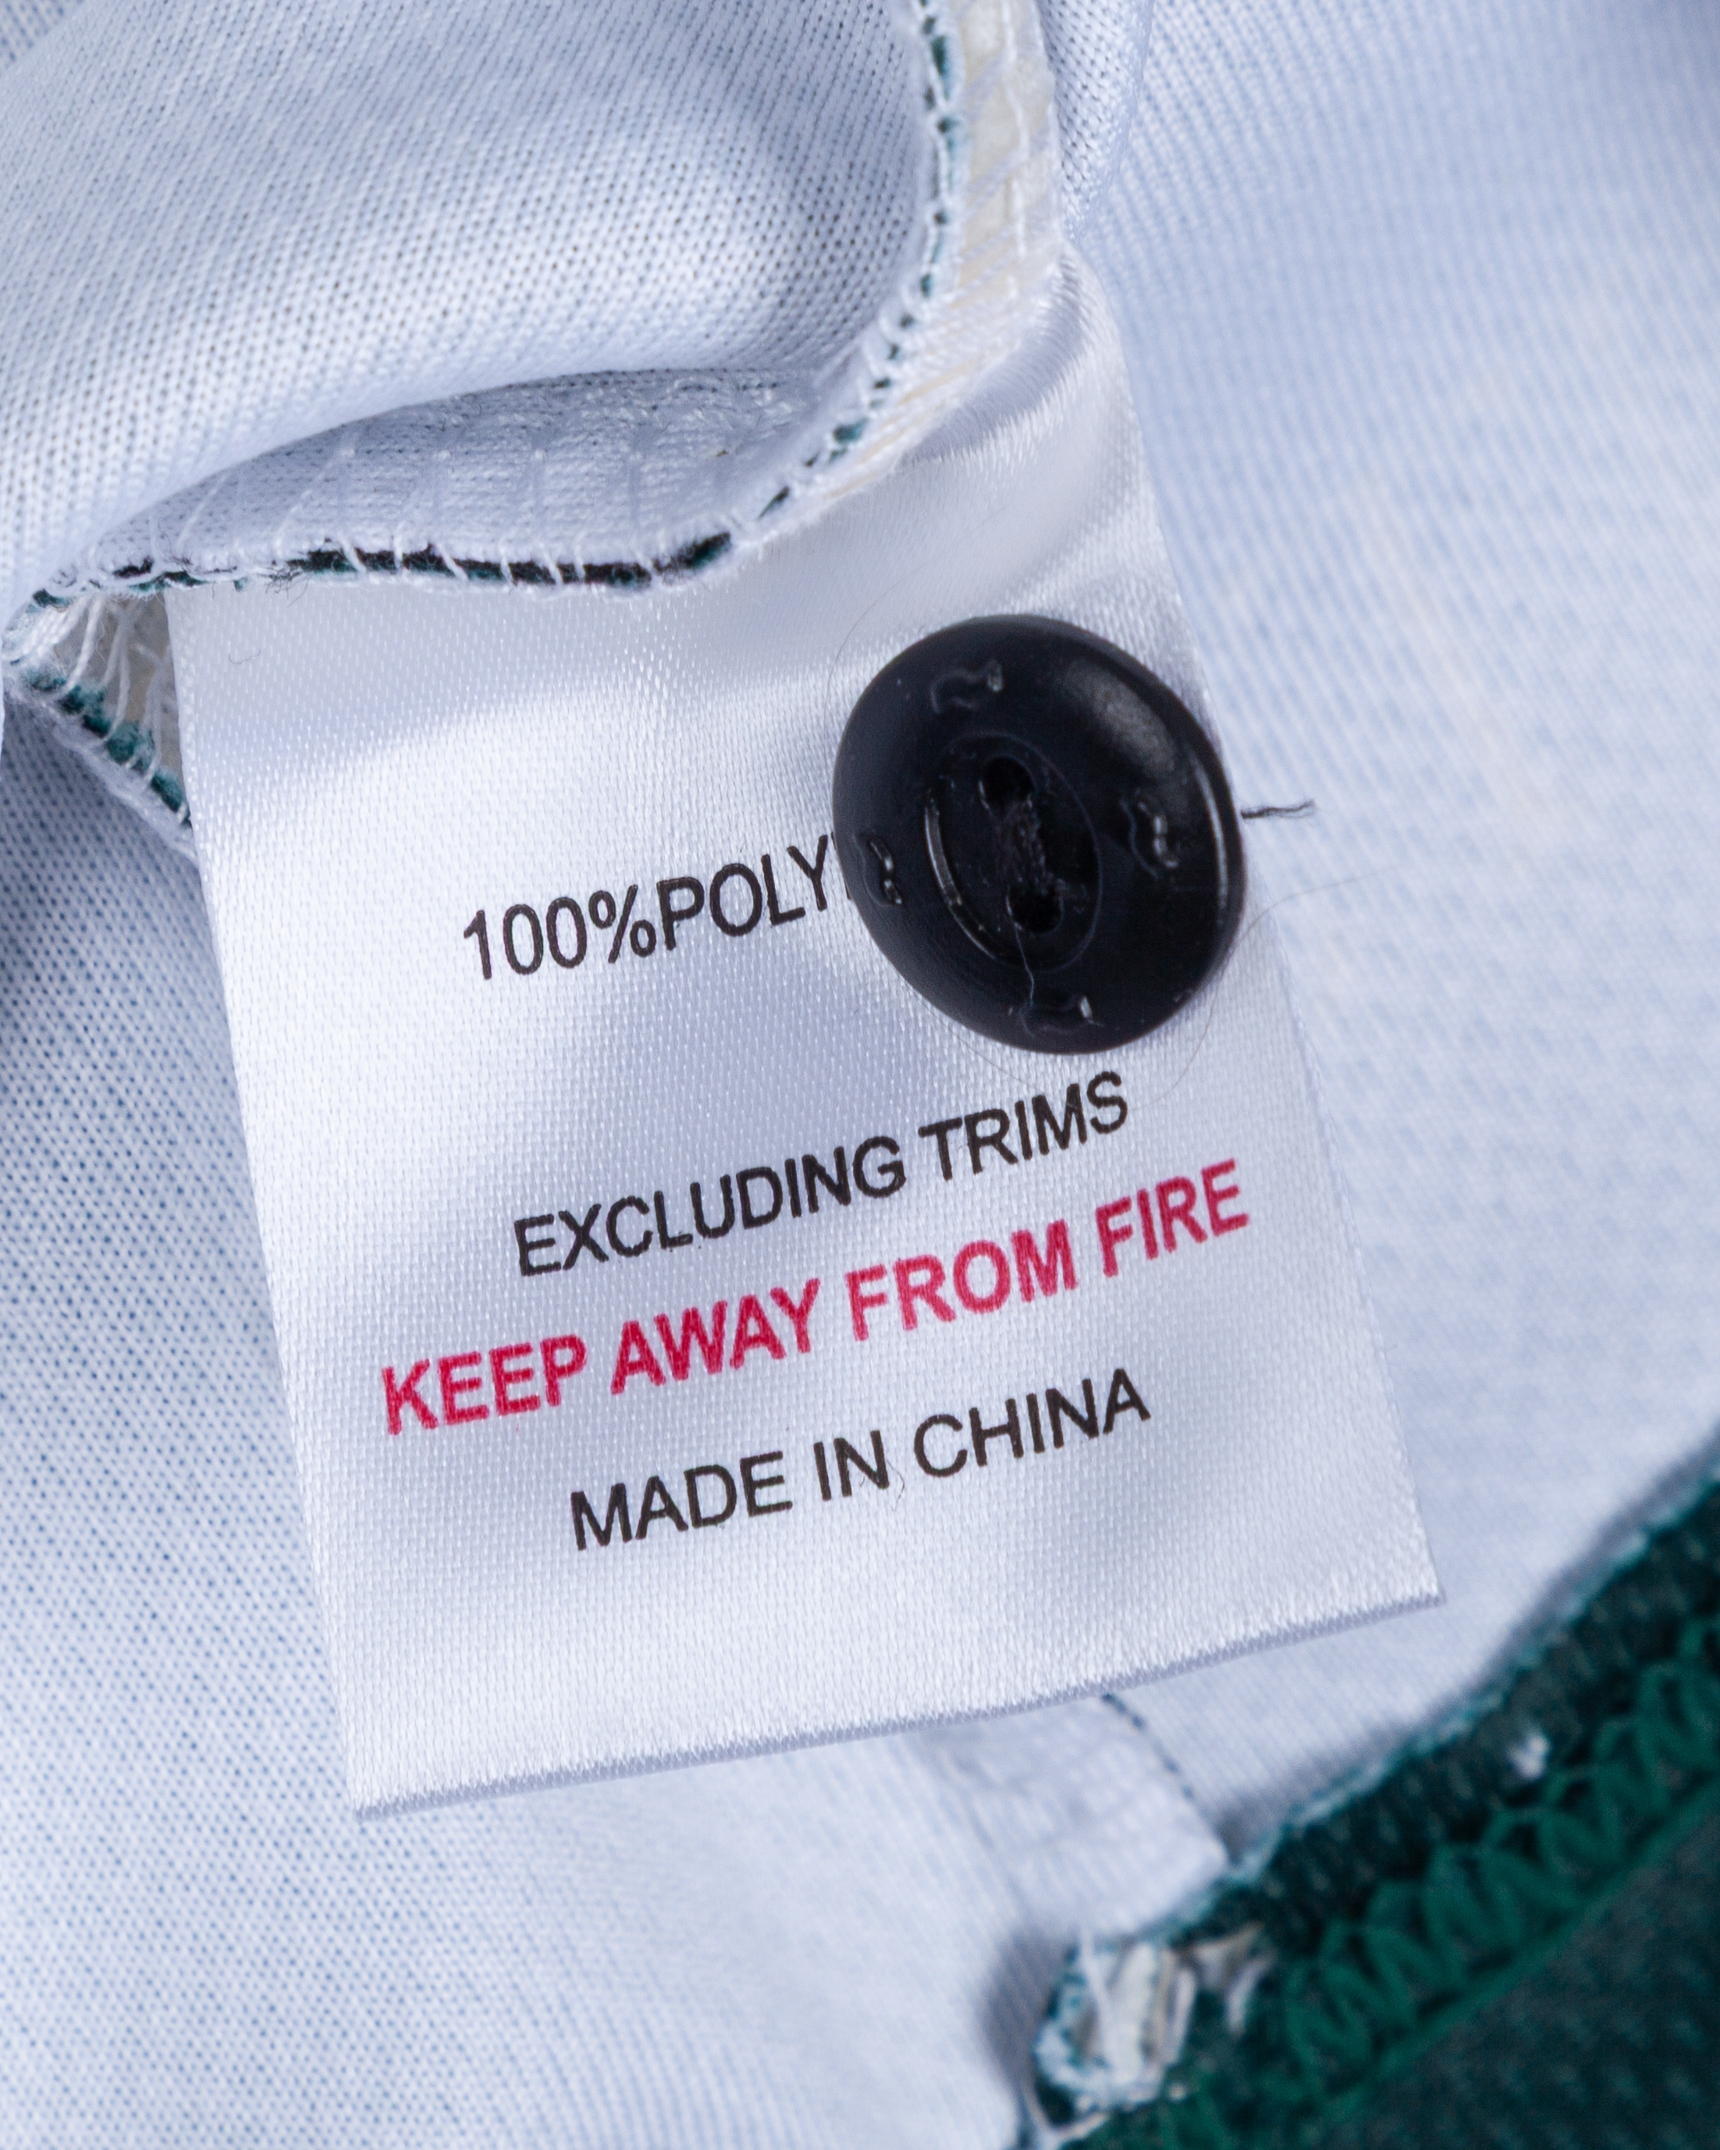 100%POLY
EXCLUDING TRIMS
KEEP AWAY FROM FIRE
MADE IN CHINA